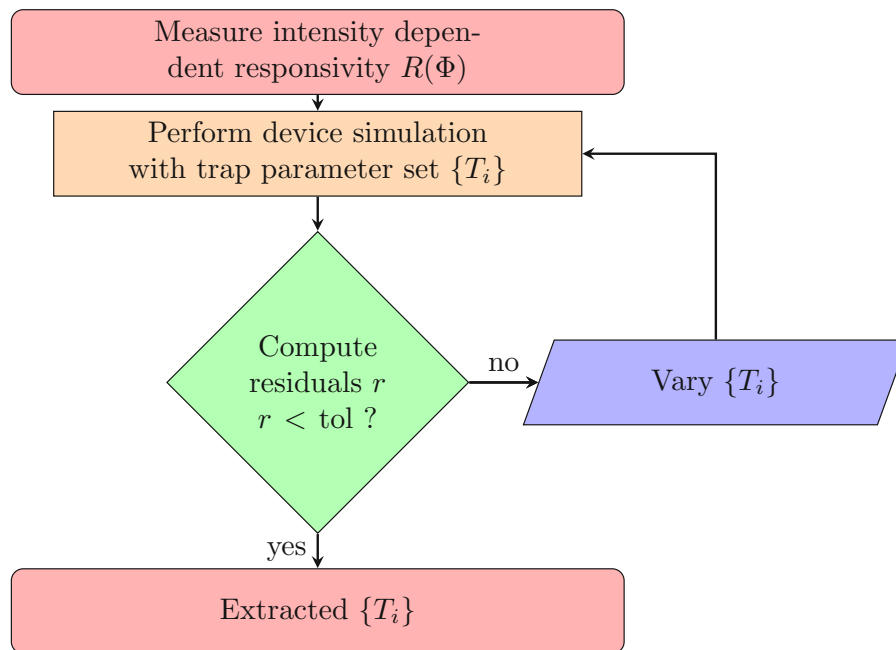 Measure intensity depen-
dent responsivity R(Φ)
Perform device simulation
with trap parameter set {T_i}
Compute
residuals r
r < tol ?
no
Vary {T_i}
yes
Extracted {T_i}